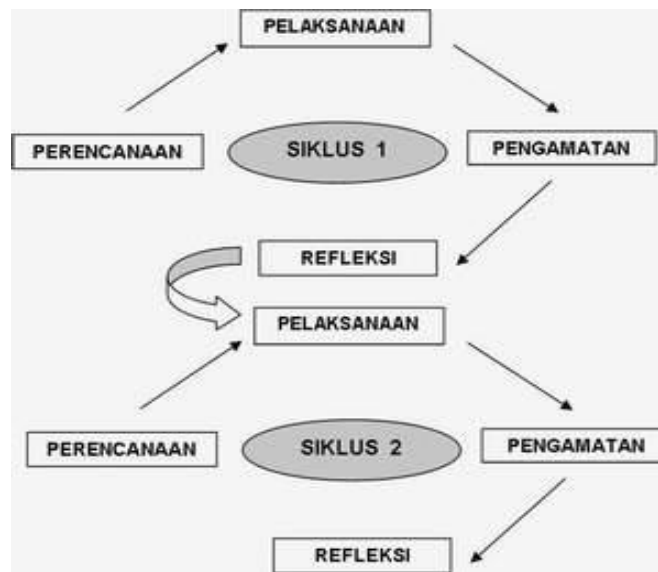 PELAKSANAAN
PERENCANAAN
SIKLUS 1
PENGAMATAN
REFLEKSI
PELAKSANAAN
PERENCANAAN
SIKLUS 2
PENGAMATAN
REFLEKSI